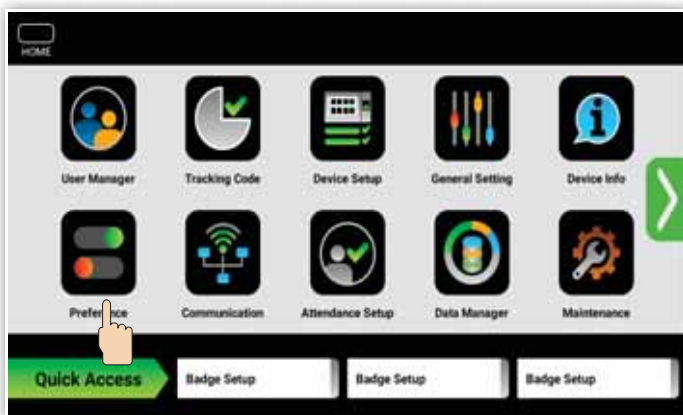 HOME
User Manager
Tracking Code
Device Setup
General Setting
Device Info
Preference
Communication
Attendance Setup
Data Manager
Maintenance
Quick Access
Badge Setup
Badge Setup
Badge Setup